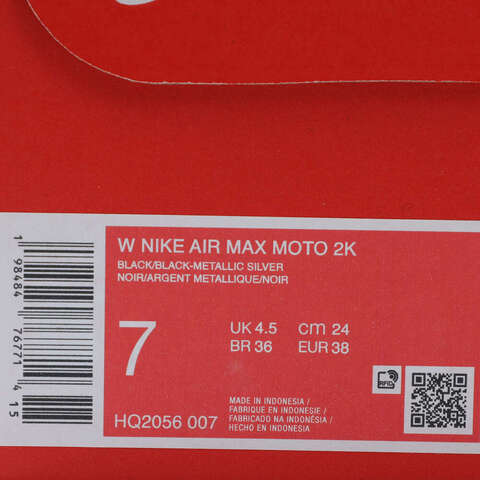 W NIKE AIR MAX MOTO 2K
BLACK/BLACK-METALLIC SILVER
NOIR/ARGENT METALLIQUE/NOIR
7
UK 4.5 cm 24
BR 36 EUR 38
HQ2056 007
MADE IN INDONESIA /
FABRIQUE EN INDONESIE /
FABRICADO NA INDONÉSIA /
HECHO EN INDONESIA
RFID
1 98484 76771 4 15